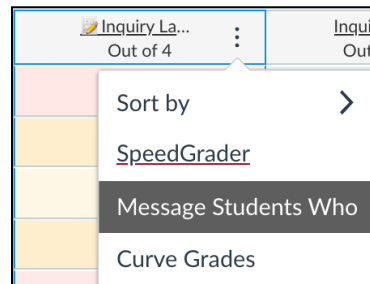 Inquiry La... Inqui
Out of 4 Out
Sort by
SpeedGrader
Message Students Who
Curve Grades